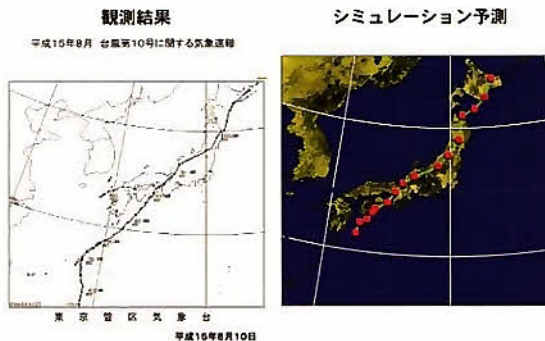 観測結果
平成15年8月 台風第10号に関する気象速報
東京管区気象台
平成15年8月10日
シミュレーション予測